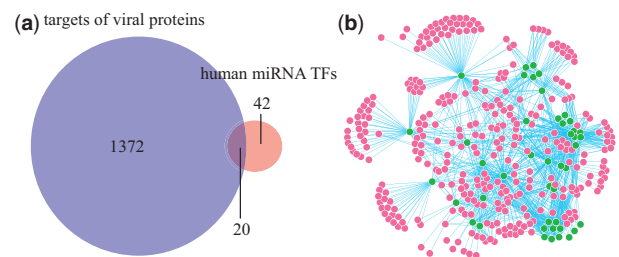 (a) targets of viral proteins
(b)
human miRNA TFs
42
1372
20